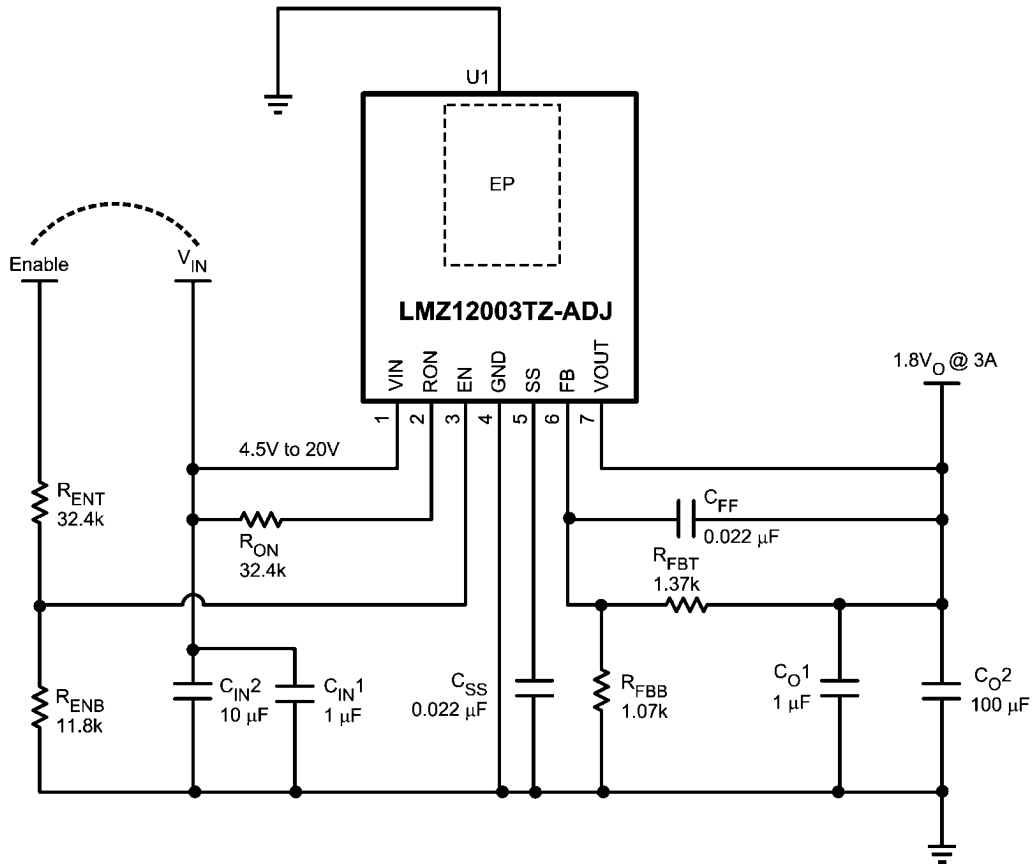 U1
EP
Enable
V_IN
LMZ12003TZ-ADJ
VIN
RON
EN
GND
SS
FB
VOUT
1
2
3
4
5
6
7
1.8V_O @ 3A
4.5V to 20V
R_ENT
32.4k
R_ON
32.4k
C_FF
0.022 μF
R_FBT
1.37k
R_ENB
11.8k
C_IN2
10 μF
C_IN1
1 μF
C_SS
0.022 μF
R_FBB
1.07k
C_O1
1 μF
C_O2
100 μF